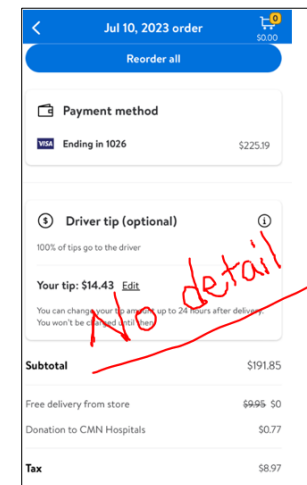 Jul 10, 2023 order
0
$0.00
Reorder all
Payment method
VISA Ending in 1026 $225.19
Driver tip (optional)
100% of tips go to the driver
Your tip: $14.43 Edit
You can change your tip amount up to 24 hours after delivery.
You won't be charged until then.
No detail
Subtotal $191.85
Free delivery from store $9.95 $0
Donation to CMN Hospitals $0.77
Tax $8.97